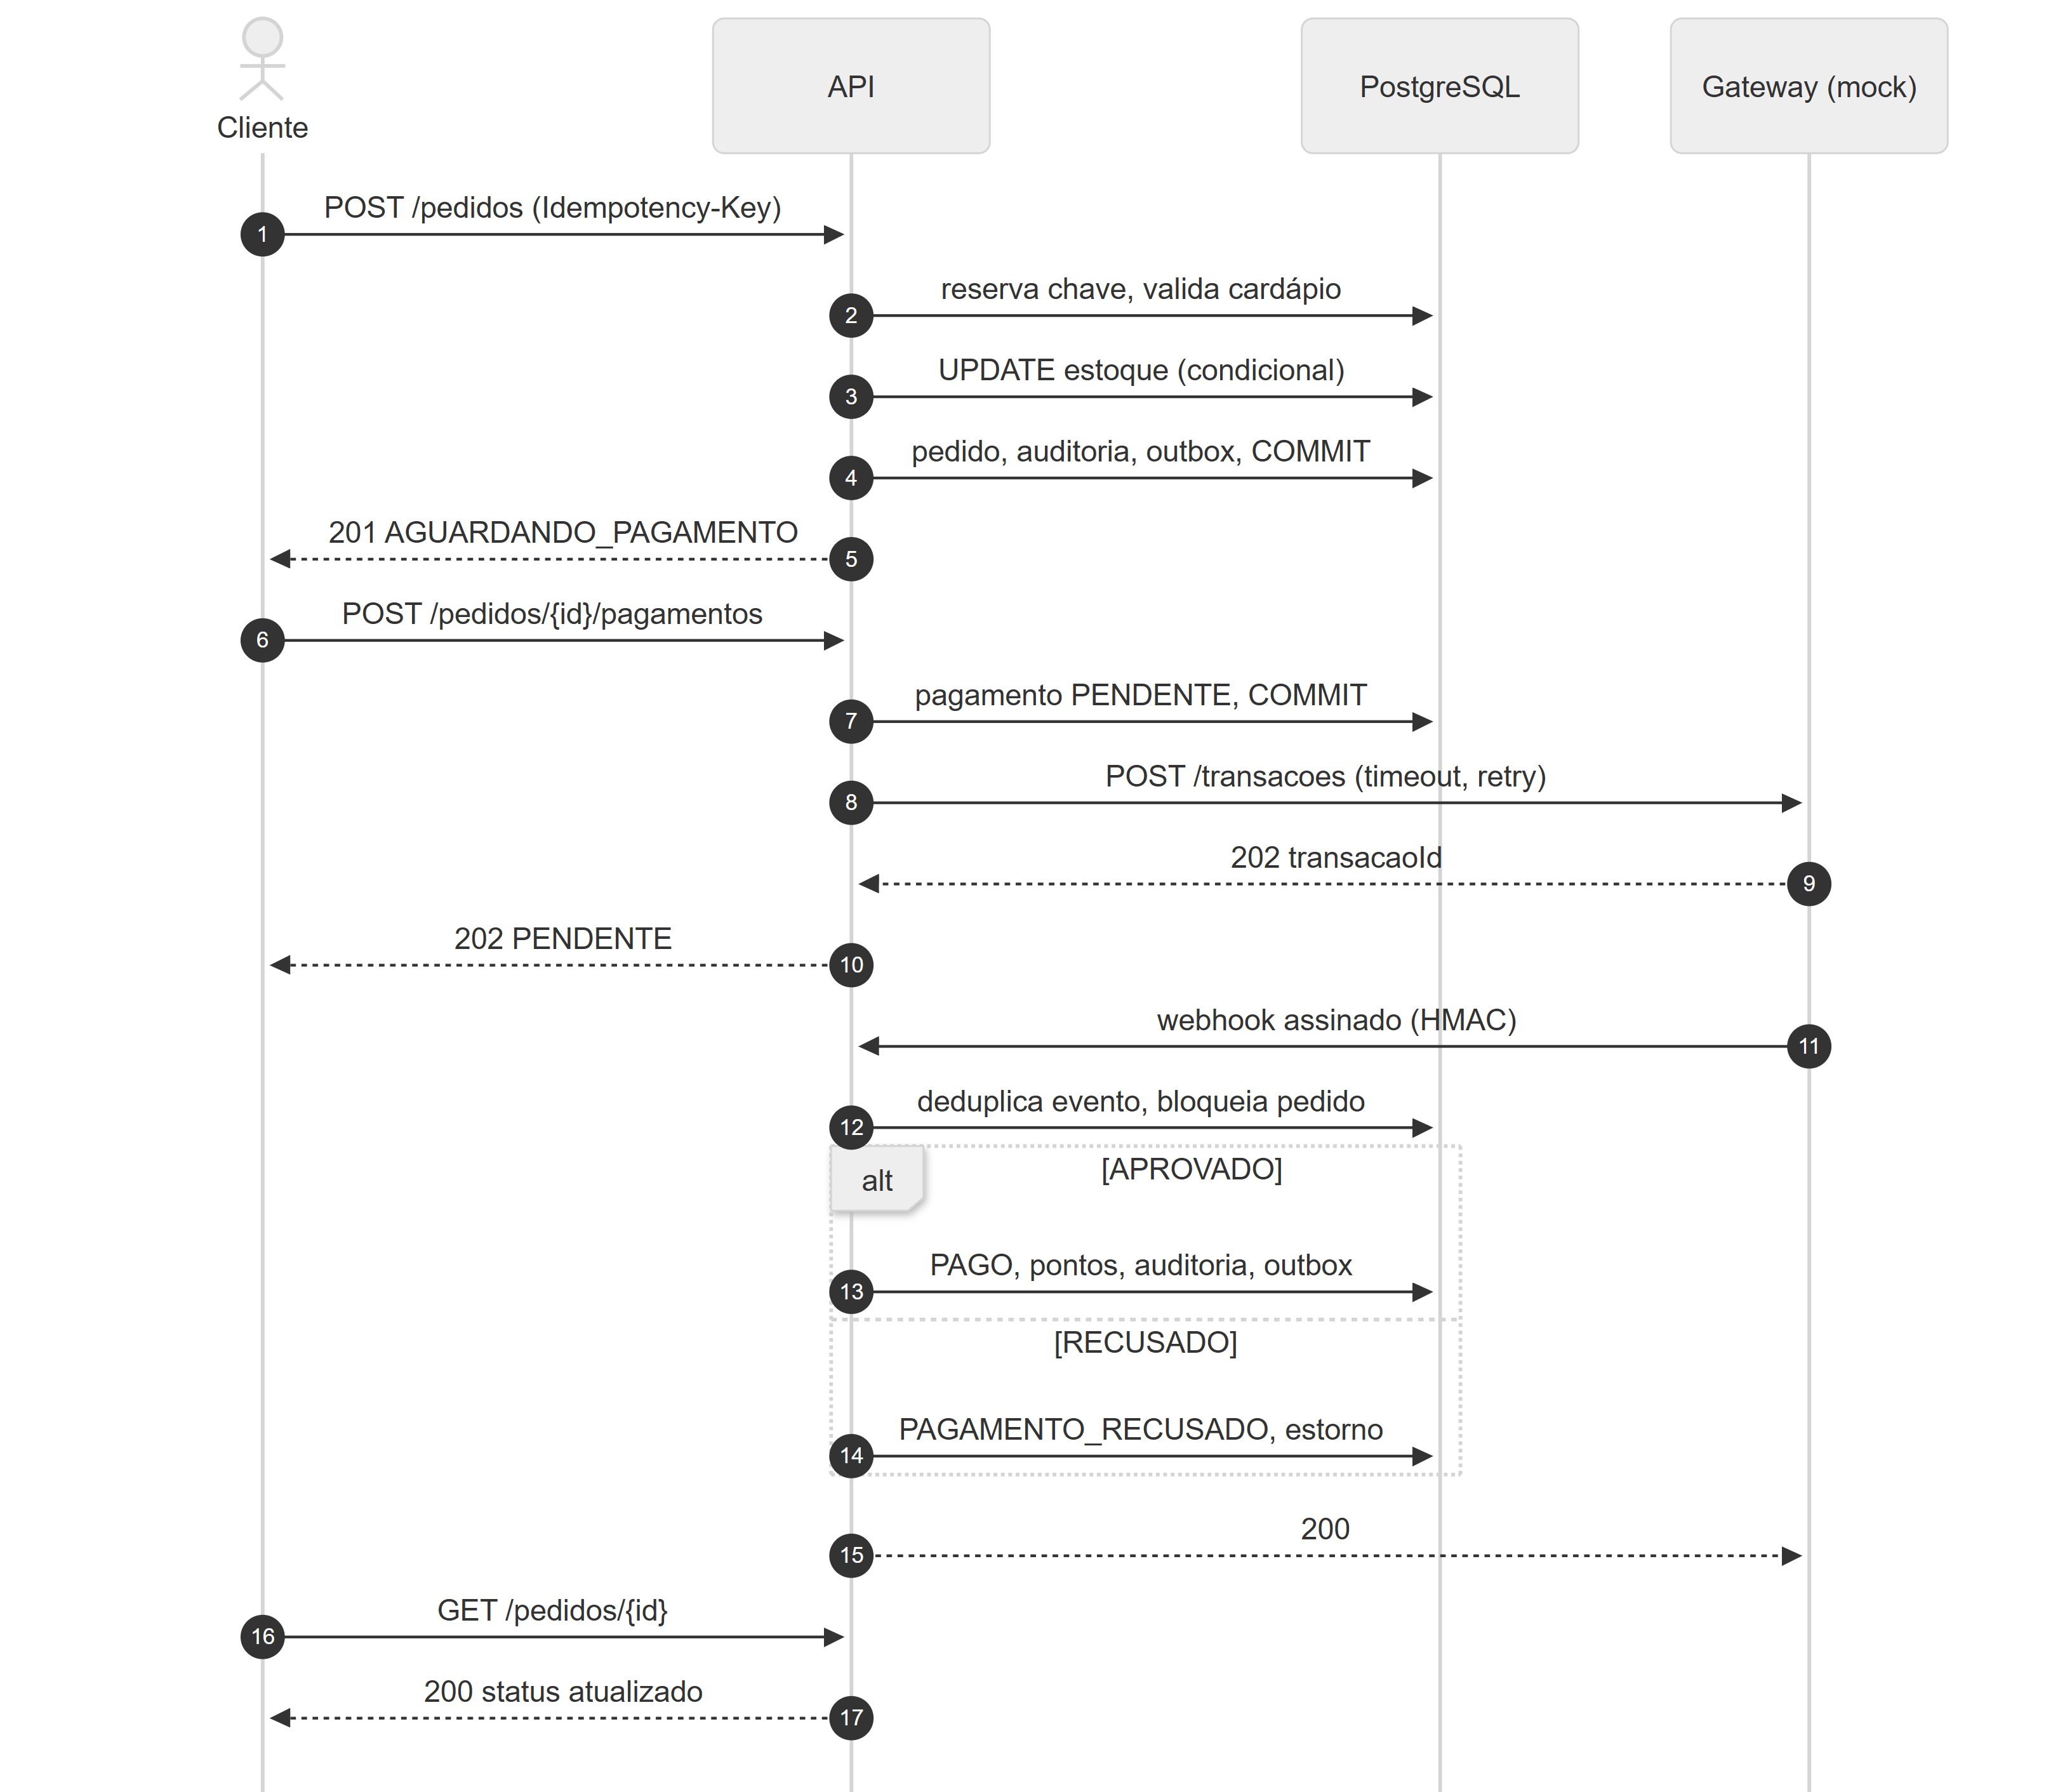 Cliente
API
PostgreSQL
Gateway (mock)
POST /pedidos (Idempotency-Key)
1
reserva chave, valida cardápio
2
UPDATE estoque (condicional)
3
pedido, auditoria, outbox, COMMIT
4
201 AGUARDANDO_PAGAMENTO
5
POST /pedidos/{id}/pagamentos
6
pagamento PENDENTE, COMMIT
7
POST /transacoes (timeout, retry)
8
202 transacaoId
9
202 PENDENTE
10
webhook assinado (HMAC)
11
deduplica evento, bloqueia pedido
12
alt
[APROVADO]
PAGO, pontos, auditoria, outbox
13
[RECUSADO]
PAGAMENTO_RECUSADO, estorno
14
200
15
GET /pedidos/{id}
16
200 status atualizado
17